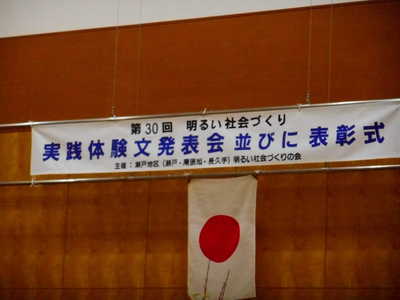 第30回 明るい社会づくり
実践体験文発表会並びに表彰式
主催:瀬戸地区(瀬戸・尾張旭・長久手)明るい社会づくりの会